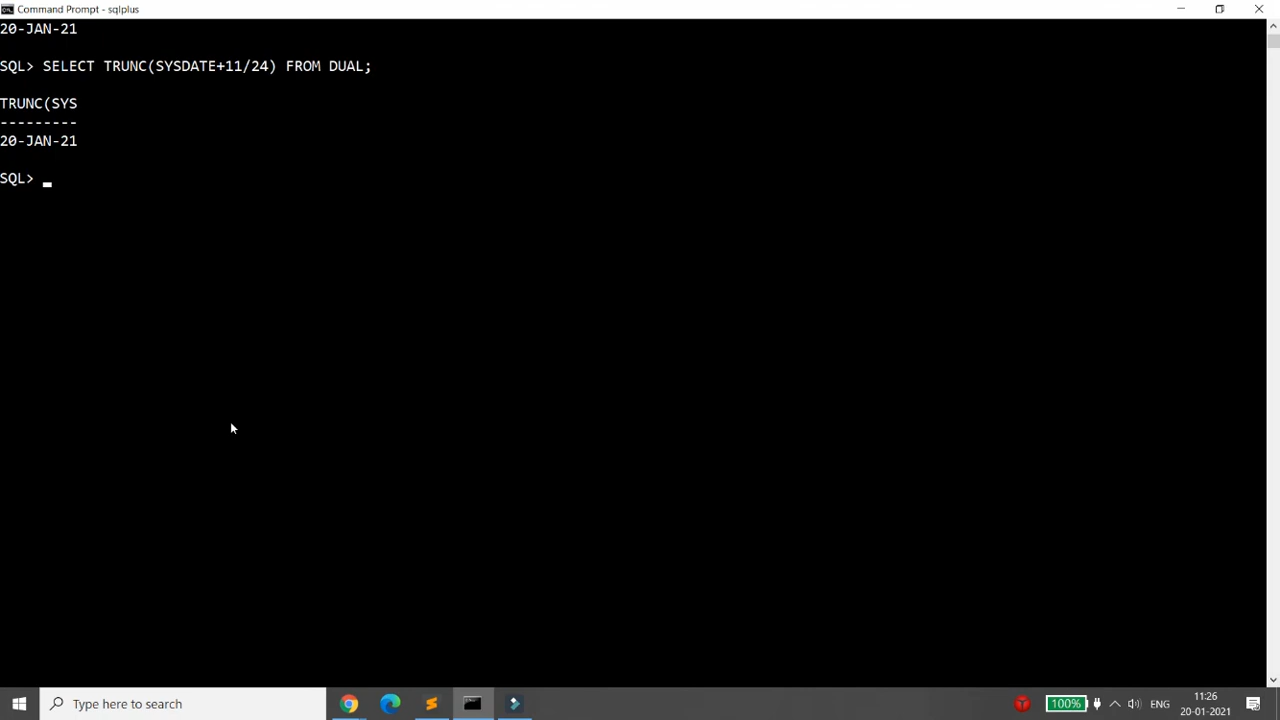 Command Prompt - sqlplus
20-JAN-21
SQL> SELECT TRUNC(SYSDATE+11/24) FROM DUAL;
TRUNC(SYS
---------
20-JAN-21
SQL>
Type here to search
100%
ENG
11:26
20-01-2021